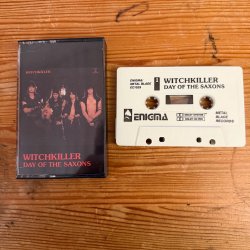 WITCHKILLER
WITCHKILLER
DAY OF THE SAXONS
ENIGMA
METAL BLADE
WITCHKILLER
DAY OF THE SAXONS
ENIGMA
METAL
BLADE
RECORDS